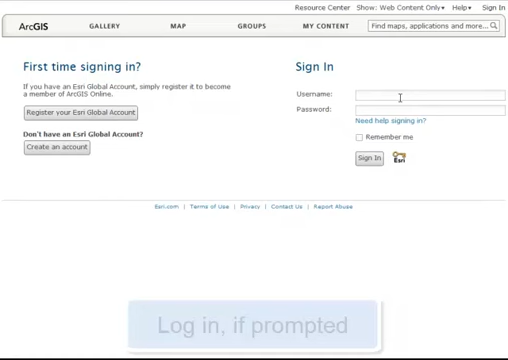 Resource Center Show: Web Content Only Help Sign In
ArcGIS GALLERY MAP GROUPS MY CONTENT Find maps, applications and more...
First time signing in?
If you have an Esri Global Account, simply register it to become
a member of ArcGIS Online.
Register your Esri Global Account
Don't have an Esri Global Account?
Create an account
Sign In
Username:
Password:
Need help signing in?
Remember me
Sign In Esri
Esri.com | Terms of Use | Privacy | Contact Us | Report Abuse
Log in, if prompted